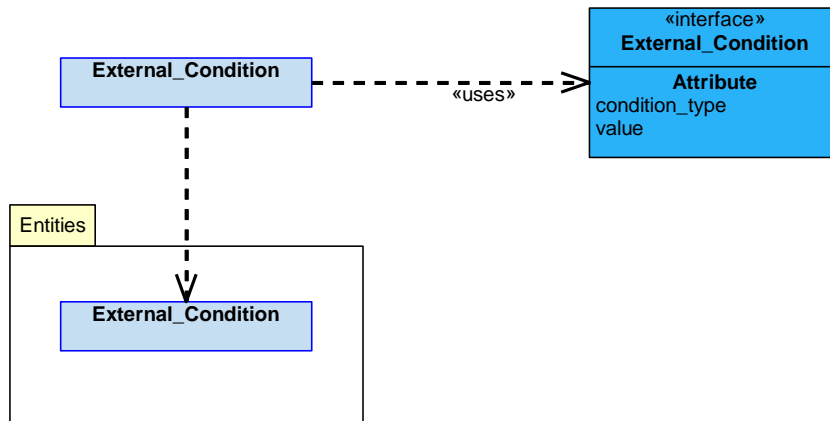 «interface»
External_Condition
External_Condition
Attribute
condition_type
value
«uses»
Entities
External_Condition